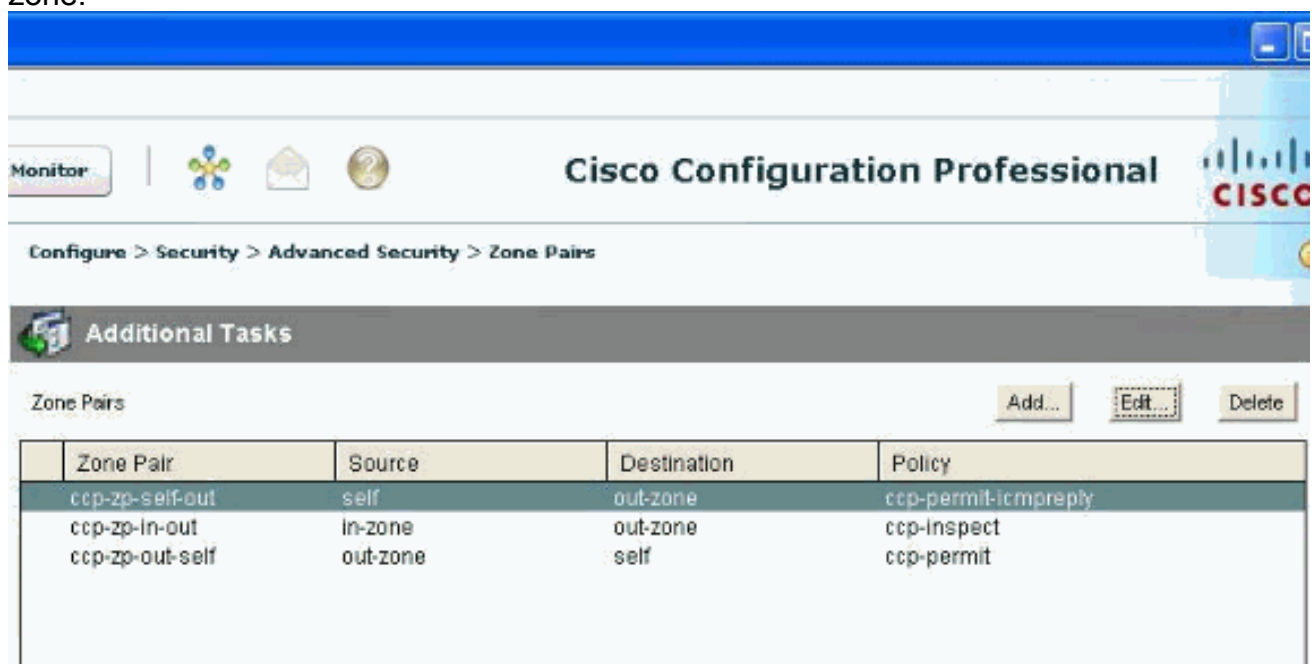 zone.
Monitor
Cisco Configuration Professional
CISCO
Configure > Security > Advanced Security > Zone Pairs
Additional Tasks
Zone Pairs
Add... Edit... Delete
Zone Pair Source Destination Policy
ccp-zp-self-out self out-zone ccp-permit-icmpreply
ccp-zp-in-out in-zone out-zone ccp-inspect
ccp-zp-out-self out-zone self ccp-permit